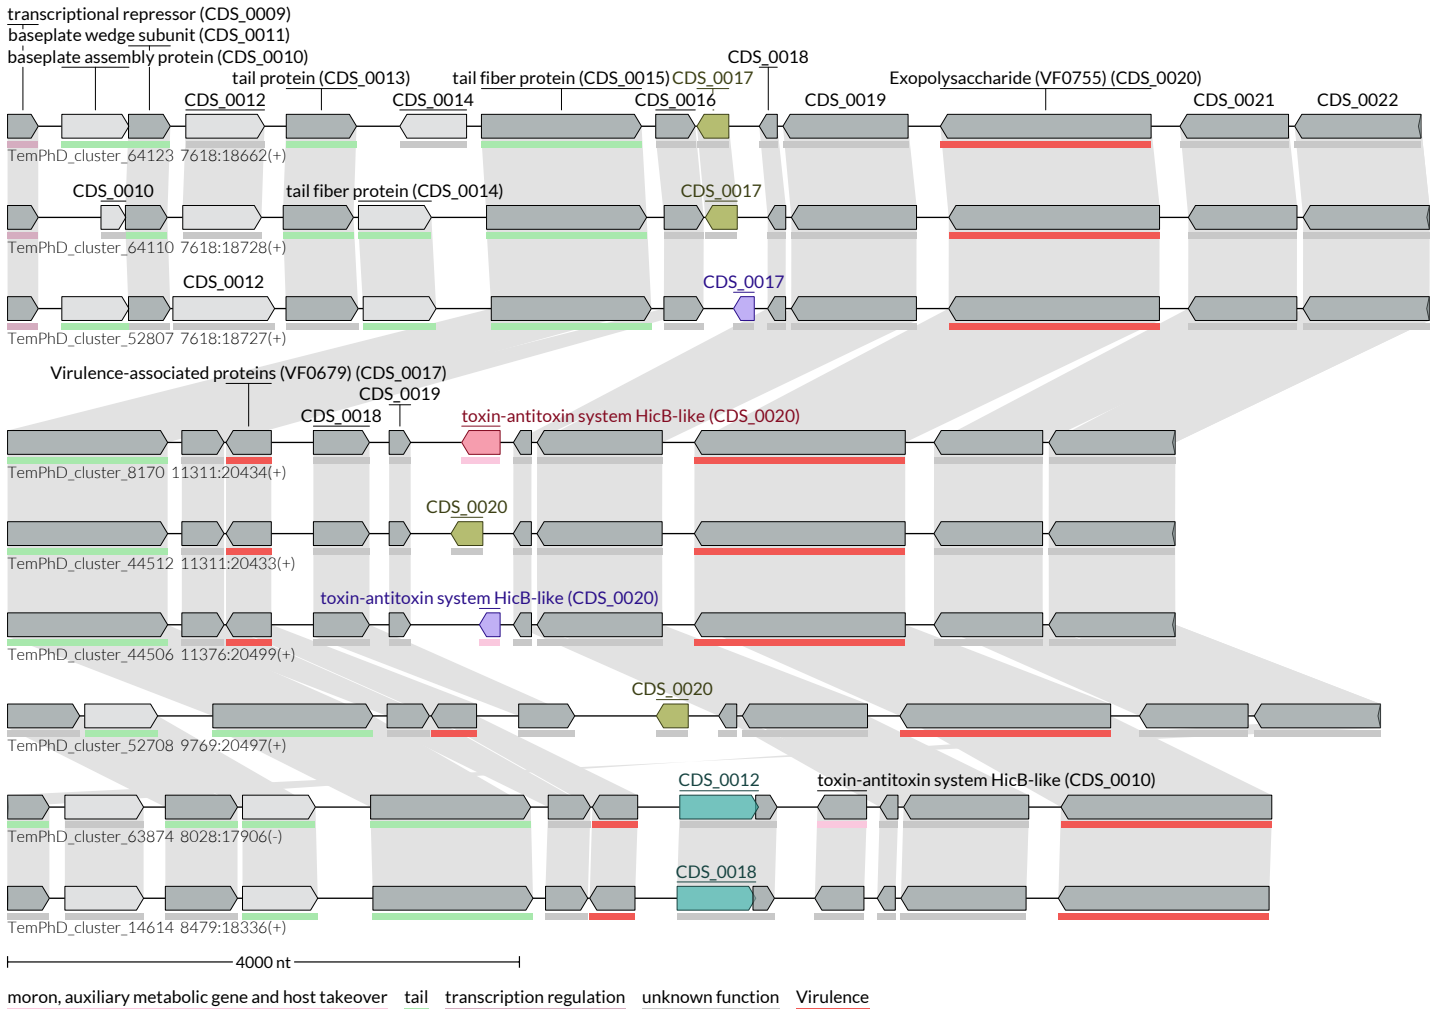 transcriptional repressor (CDS_0009)
baseplate wedge subunit (CDS_0011)
baseplate assembly protein (CDS_0010)
CDS_0018
tail protein (CDS_0013)
tail fiber protein (CDS_0015)
CDS_0017
Exopolysaccharide (VF0755) (CDS_0020)
CDS_0012
CDS_0014
CDS_0016
CDS_0019
CDS_0021
CDS_0022
TemPhD_cluster_64123 7618:18662(+)
CDS_0010
tail fiber protein (CDS_0014)
CDS_0017
TemPhD_cluster_64110 7618:18728(+)
CDS_0012
CDS_0017
TemPhD_cluster_52807 7618:18727(+)
Virulence-associated proteins (VF0679) (CDS_0017)
CDS_0019
CDS_0018
toxin-antitoxin system HicB-like (CDS_0020)
TemPhD_cluster_8170 11311:20434(+)
CDS_0020
TemPhD_cluster_44512 11311:20433(+)
toxin-antitoxin system HicB-like (CDS_0020)
TemPhD_cluster_44506 11376:20499(+)
CDS_0020
TemPhD_cluster_52708 9769:20497(+)
CDS_0012
toxin-antitoxin system HicB-like (CDS_0010)
TemPhD_cluster_63874 8028:17906(-)
CDS_0018
TemPhD_cluster_14614 8479:18336(+)
4000 nt
moron, auxiliary metabolic gene and host takeover
tail
transcription regulation
unknown function
Virulence